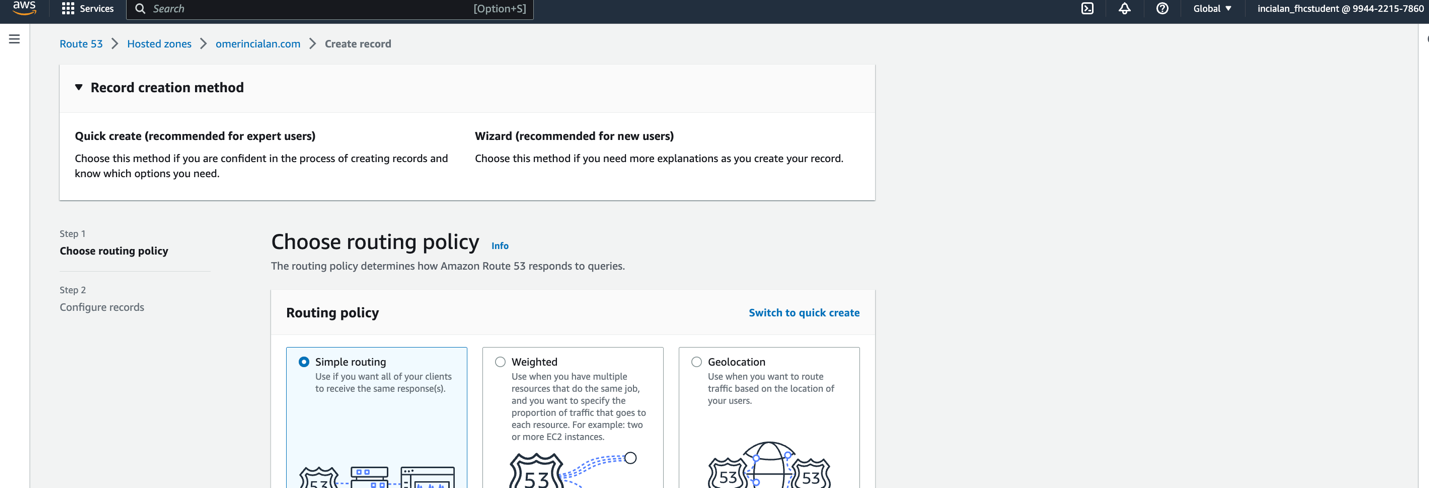 aws
Services
Search
[Option+S]
Global
incialan_fhcstudent @ 9944-2215-7860
Route 53
Hosted zones
omerincialan.com
Create record
Record creation method
Quick create (recommended for expert users)
Choose this method if you are confident in the process of creating records and
know which options you need.
Wizard (recommended for new users)
Choose this method if you need more explanations as you create your record.
Step 1
Choose routing policy
Step 2
Configure records
Choose routing policy
Info
The routing policy determines how Amazon Route 53 responds to queries.
Routing policy
Switch to quick create
Simple routing
Use if you want all of your clients
to receive the same response(s).
53
Weighted
Use when you have multiple
resources that do the same job,
and you want to specify the
proportion of traffic that goes to
each resource. For example: two
or more EC2 instances.
53
Geolocation
Use when you want to route
traffic based on the location of
your users.
53
53